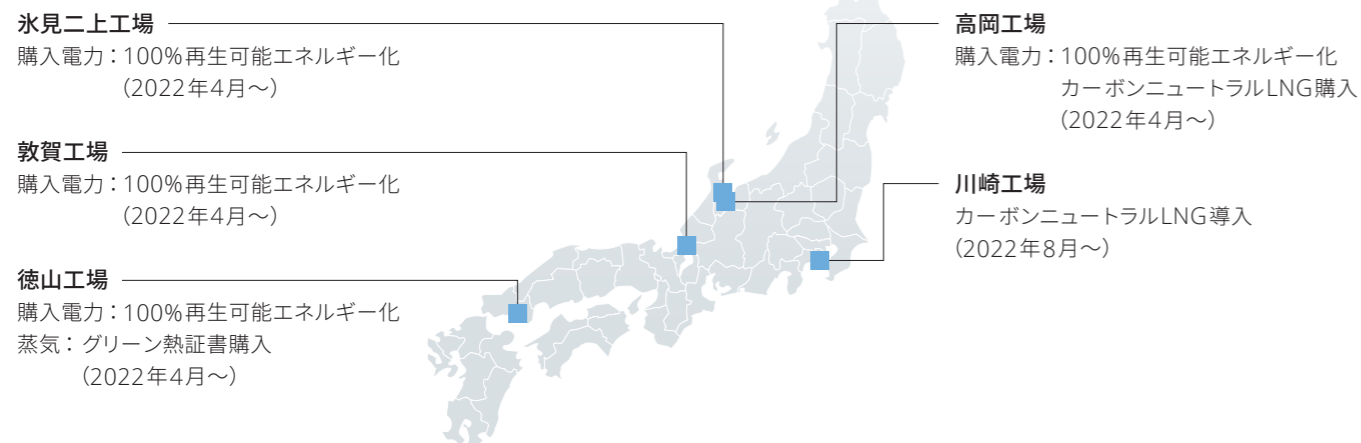 氷見二上工場
購入電力：100%再生可能エネルギー化
（2022年4月～）
敦賀工場
購入電力：100%再生可能エネルギー化
（2022年4月～）
徳山工場
購入電力：100%再生可能エネルギー化
蒸気：グリーン熱証書購入
（2022年4月～）
高岡工場
購入電力：100%再生可能エネルギー化
カーボンニュートラルLNG購入
（2022年4月～）
川崎工場
カーボンニュートラルLNG導入
（2022年8月～）